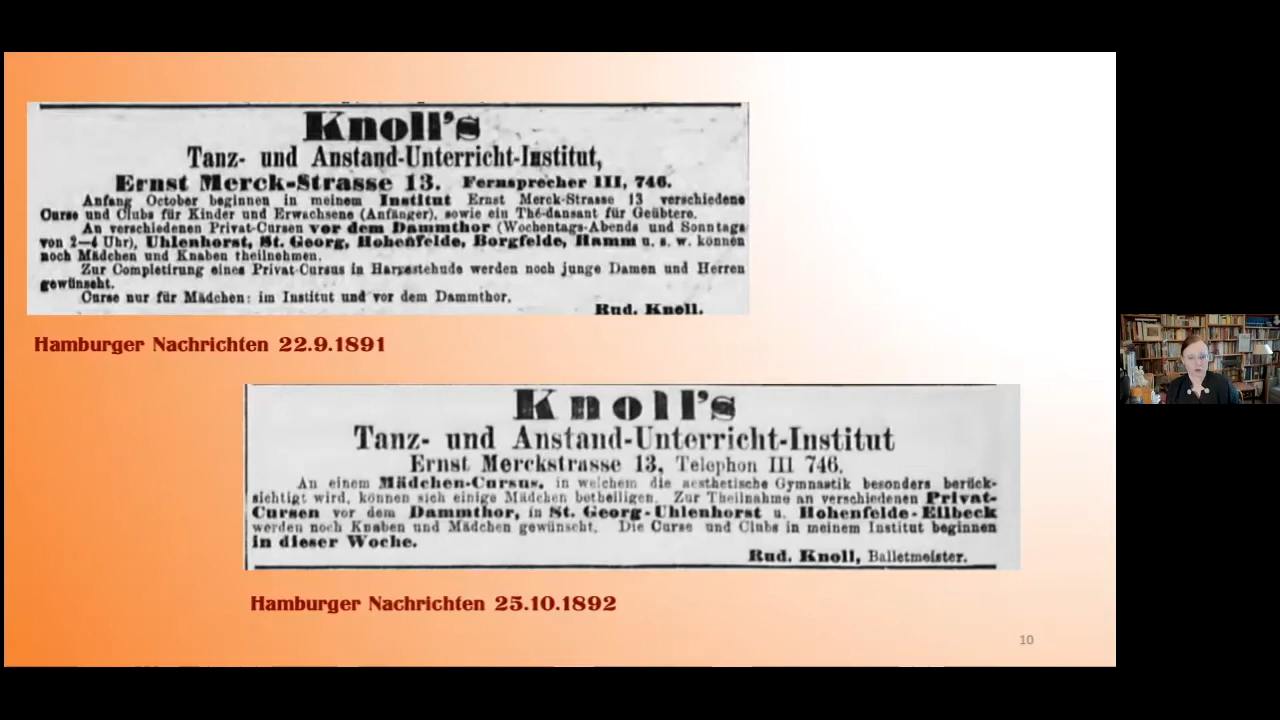 Knoll's
Tanz- und Anstand-Unterricht-Institut,
Ernst Merck-Strasse 13. Fernsprecher III, 746.
Anfang October beginnen in meinem Institut Ernst Merck-Strasse 13 verschiedene
Curse und Clubs für Kinder und Erwachsene (Anfänger), sowie ein Thé-dansant für Geübtere.
An verschiedenen Privat-Cursen vor dem Dammthor (Wochentags-Abends und Sonntags
von 2—4 Uhr), Uhlenhorst, St. Georg, Hohenfelde, Borgfelde, Hamm u. s. w. können
noch Mädchen und Knaben theilnehmen.
Zur Completirung eines Privat-Cursus in Harvestehude werden noch junge Damen und Herren
gewünscht.
Curse nur für Mädchen: im Institut und vor dem Dammthor.
Rud. Knoll.
Hamburger Nachrichten 22.9.1891
Knoll's
Tanz- und Anstand-Unterricht-Institut
Ernst Merckstrasse 13, Telephon III 746.
An einem Mädchen-Cursus, in welchem die aesthetische Gymnastik besonders berück-
sichtigt wird, können sich einige Mädchen betheiligen. Zur Theilnahme an verschiedenen Privat-
Cursen vor dem Dammthor, in St. Georg-Uhlenhorst u. Hohenfelde-Eilbeck
werden noch Knaben und Mädchen gewünscht. Die Curse und Clubs in meinem Institut beginnen
in dieser Woche.
Rud. Knoll, Balletmeister.
Hamburger Nachrichten 25.10.1892
10